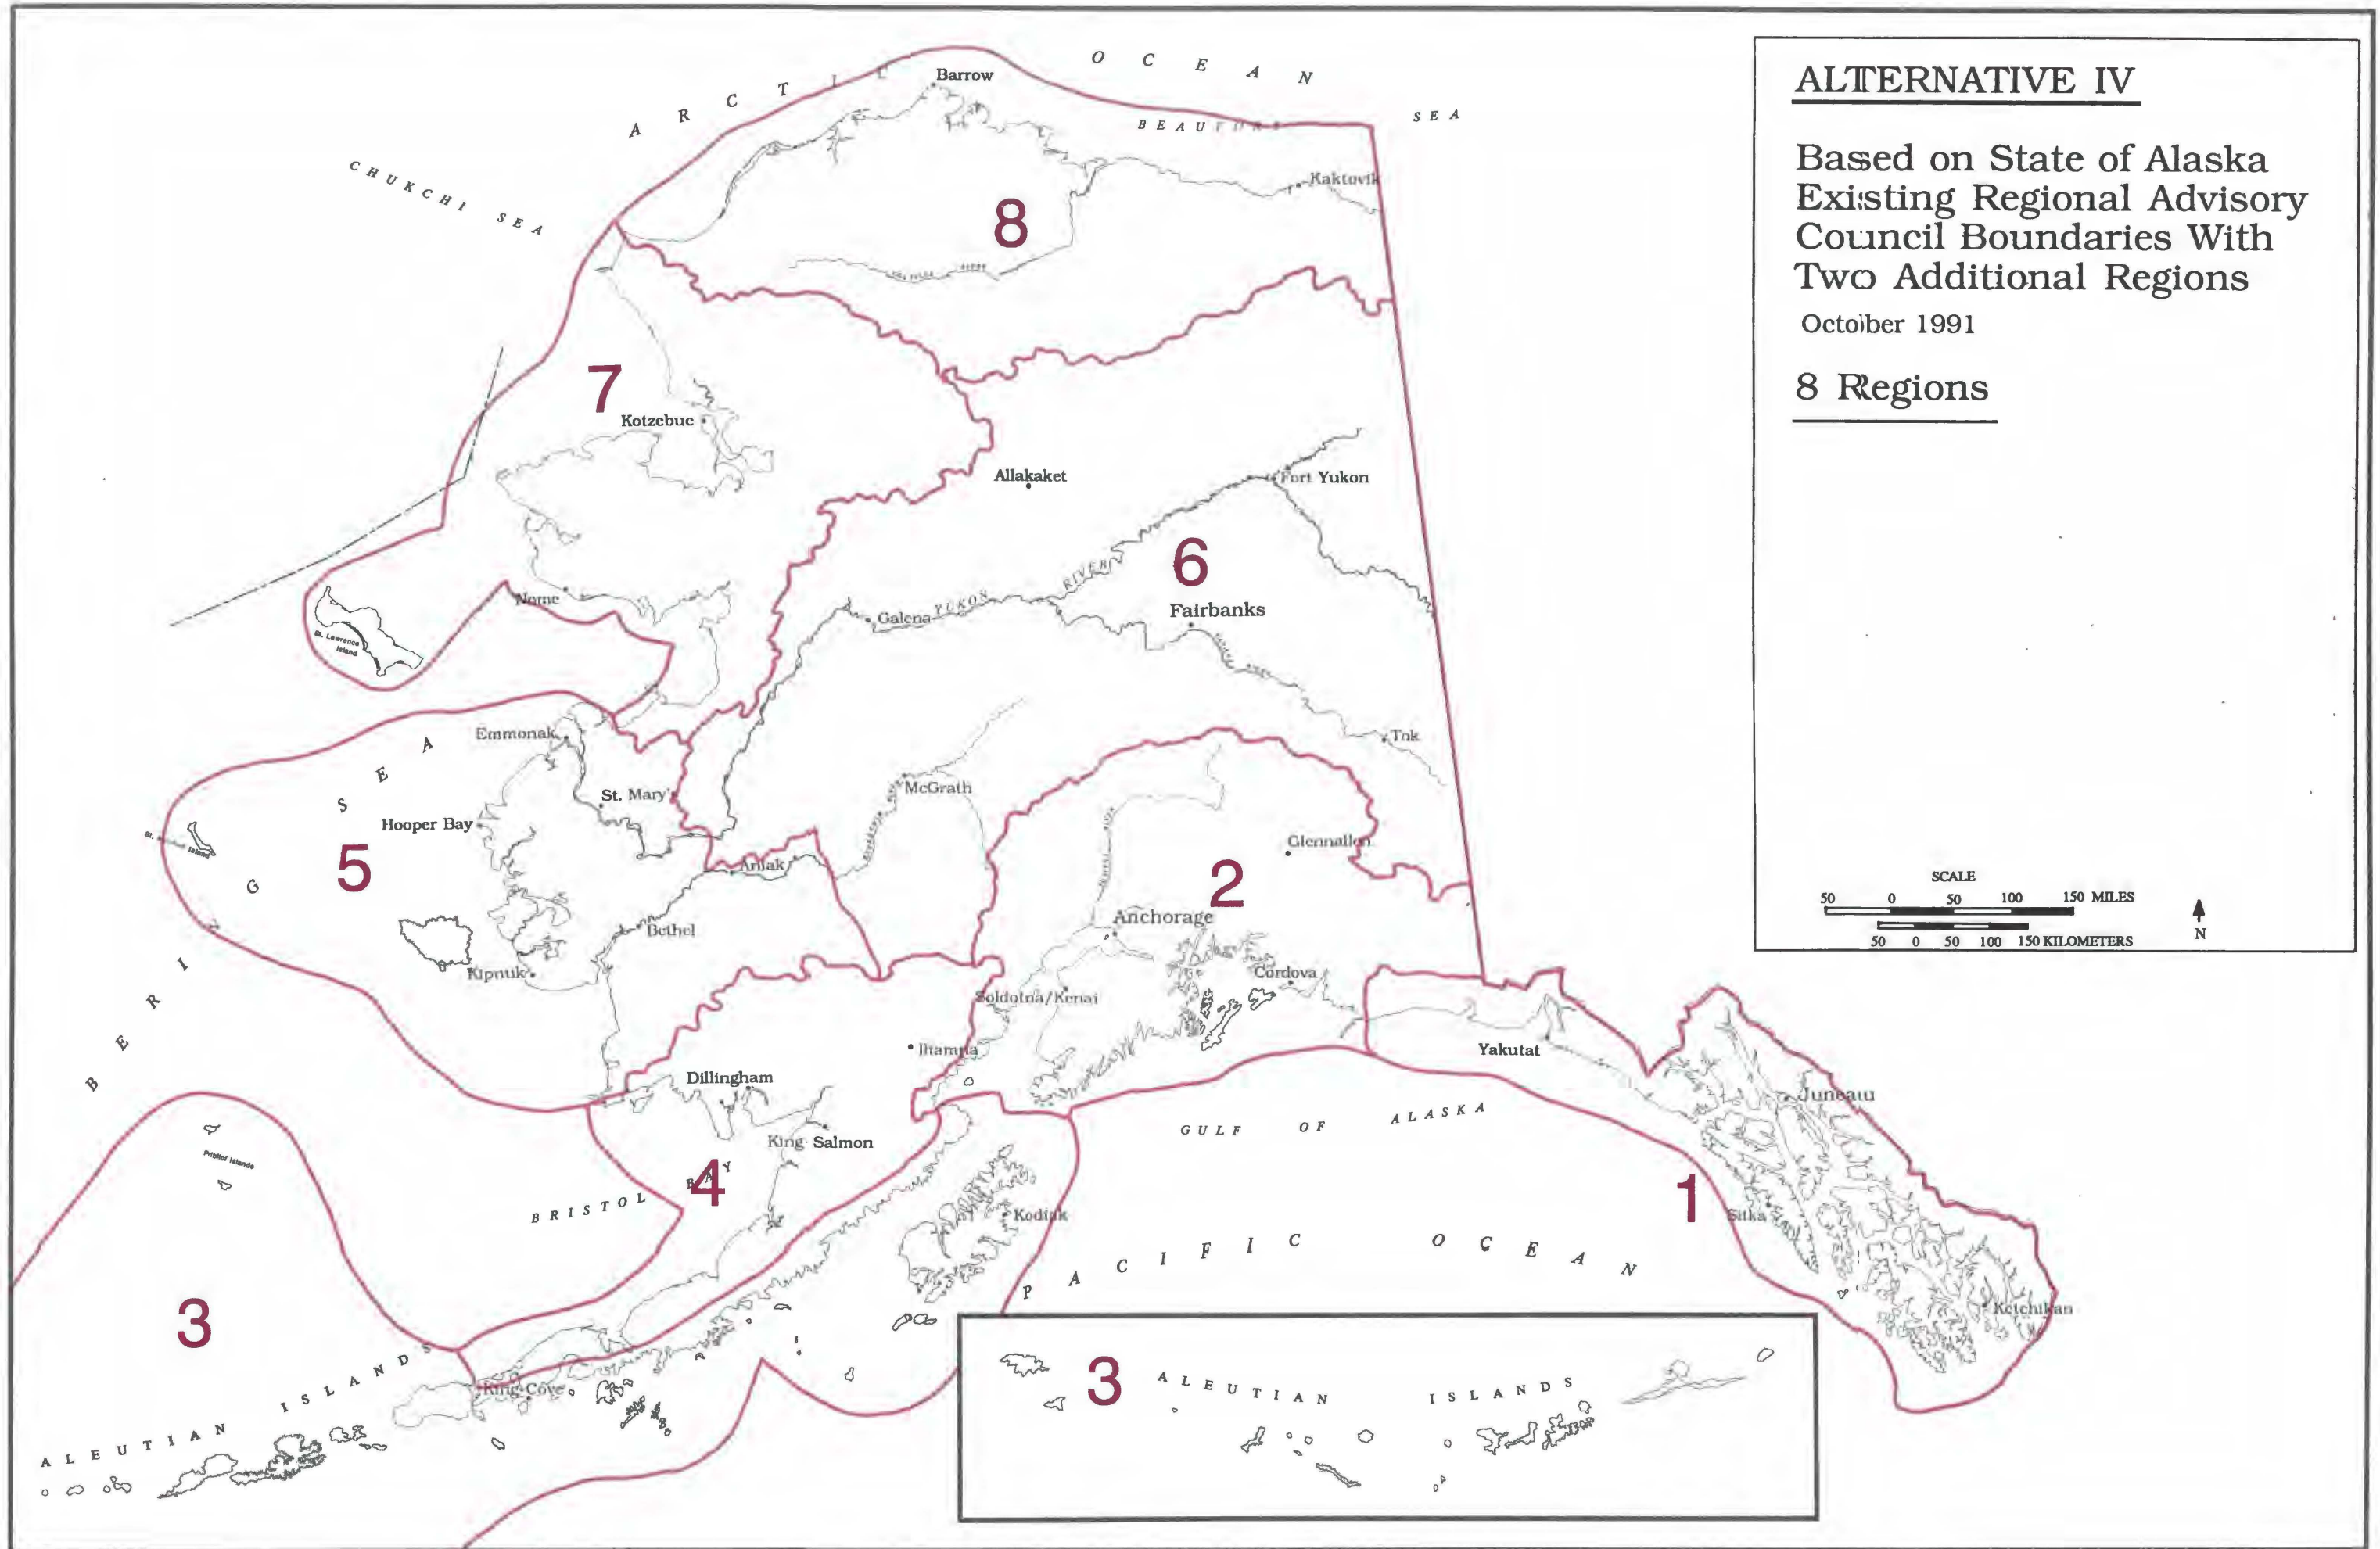 ALTERNATIVE IV
Based on State of Alaska
Existing Regional Advisory
Council Boundaries With
Two Additional Regions
October 1991
8 Regions
SCALE
50 0 50 100 150 MILES
50 0 50 100 150 KILOMETERS
N
ARCTIC OCEAN
BEAUFORT SEA
CHUKCHI SEA
Barrow
Kaktovik
8
7
Kotzebue
Allakaket
Fort Yukon
6
YUKON RIVER
Fairbanks
Galena
Nome
St. Lawrence
Island
Tok
Emmonak
St. Mary's
McGrath
Hooper Bay
Glennallen
5
Aniak
2
BERING SEA
Island
Anchorage
Bethel
Kipnuk
Cordova
Soldotna/Kenai
Iliamna
Yakutat
Dillingham
Juneau
GULF OF ALASKA
King Salmon
Pribilof Islands
4
BRISTOL BAY
1
Sitka
Kodiak
PACIFIC OCEAN
Ketchikan
3
King Cove
ALEUTIAN ISLANDS
3
ALEUTIAN ISLANDS